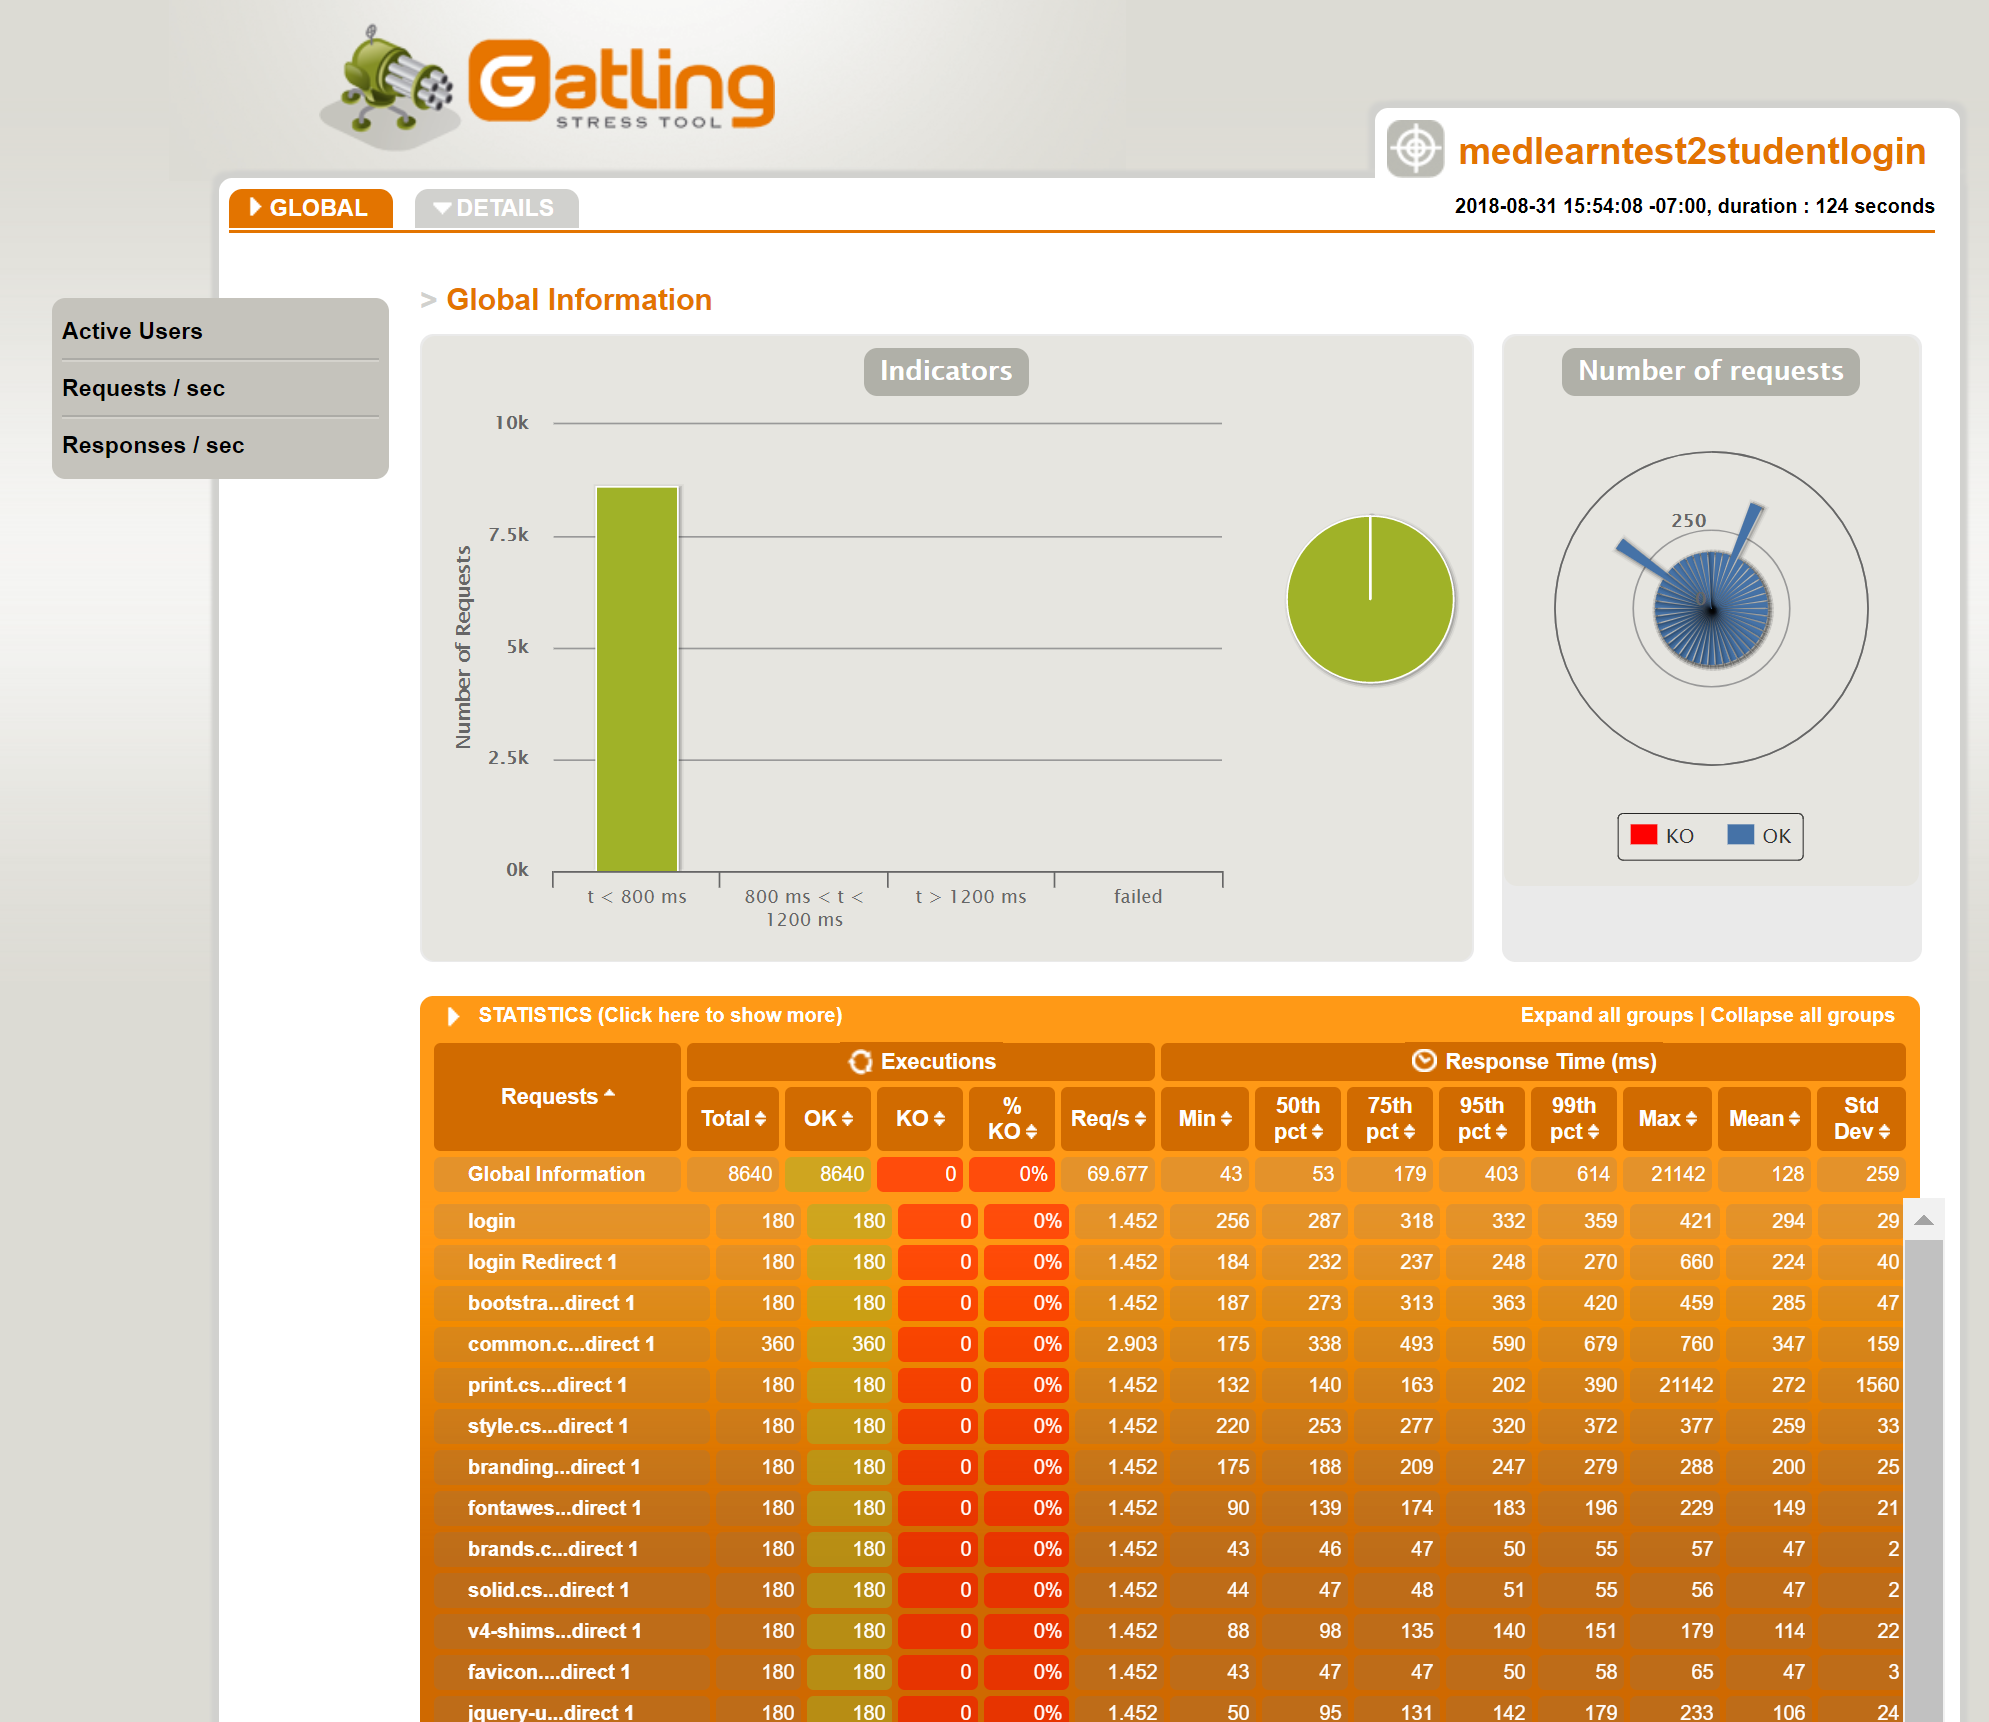 Gatling
STRESS TOOL
medlearntest2studentlogin
GLOBAL
DETAILS
2018-08-31 15:54:08 -07:00, duration : 124 seconds
Active Users
Requests / sec
Responses / sec
> Global Information
Indicators
Number of Requests
10k
7.5k
5k
2.5k
0k
t < 800 ms
800 ms < t <
1200 ms
t > 1200 ms
failed
Number of requests
250
0
KO
OK
STATISTICS (Click here to show more)
Expand all groups | Collapse all groups
Requests
Executions
Response Time (ms)
Total OK KO % KO Req/s Min 50th pct 75th pct 95th pct 99th pct Max Mean Std Dev
Global Information 8640 8640 0 0% 69.677 43 53 179 403 614 21142 128 259
login 180 180 0 0% 1.452 256 287 318 332 359 421 294 29
login Redirect 1 180 180 0 0% 1.452 184 232 237 248 270 660 224 40
bootstra...direct 1 180 180 0 0% 1.452 187 273 313 363 420 459 285 47
common.c...direct 1 360 360 0 0% 2.903 175 338 493 590 679 760 347 159
print.cs...direct 1 180 180 0 0% 1.452 132 140 163 202 390 21142 272 1560
style.cs...direct 1 180 180 0 0% 1.452 220 253 277 320 372 377 259 33
branding...direct 1 180 180 0 0% 1.452 175 188 209 247 279 288 200 25
fontawes...direct 1 180 180 0 0% 1.452 90 139 174 183 196 229 149 21
brands.c...direct 1 180 180 0 0% 1.452 43 46 47 50 55 57 47 2
solid.cs...direct 1 180 180 0 0% 1.452 44 47 48 51 55 56 47 2
v4-shims...direct 1 180 180 0 0% 1.452 88 98 135 140 151 179 114 22
favicon....direct 1 180 180 0 0% 1.452 43 47 47 50 58 65 47 3
jquery-u...direct 1 180 180 0 0% 1.452 50 95 131 142 179 233 106 24